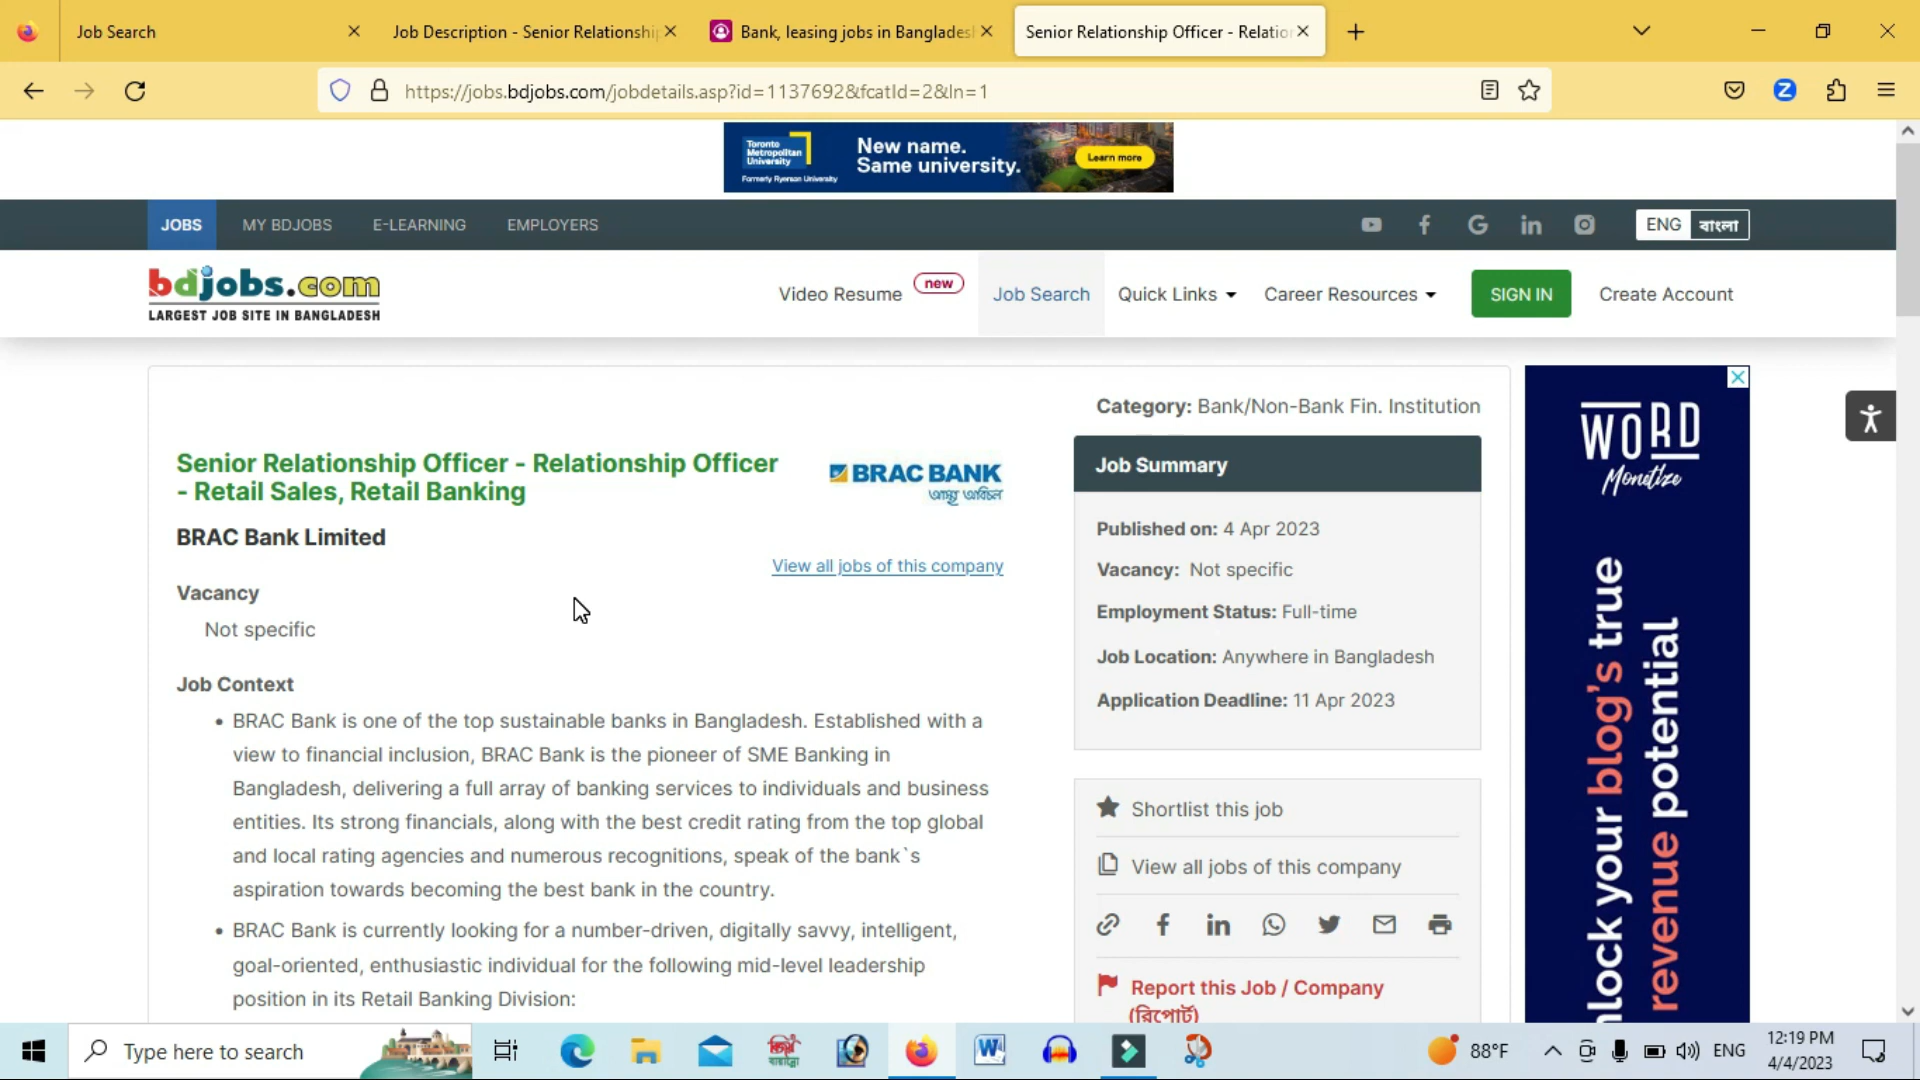 Job Search
Job Description - Senior Relationship
Bank, leasing jobs in Bangladesh
Senior Relationship Officer - Relatio
https://jobs.bdjobs.com/jobdetails.asp?id=1137692&fcatId=2&ln=1
Toronto
Metropolitan
University
Formerly Ryerson University
New name.
Same university.
Learn more
JOBS MY BDJOBS E-LEARNING EMPLOYERS
ENG বাংলা
bdjobs.com
LARGEST JOB SITE IN BANGLADESH
Video Resume new Job Search Quick Links Career Resources SIGN IN Create Account
Category: Bank/Non-Bank Fin. Institution
Senior Relationship Officer - Relationship Officer
- Retail Sales, Retail Banking
BRAC BANK
BRAC Bank Limited
View all jobs of this company
Vacancy
Not specific
Job Context
• BRAC Bank is one of the top sustainable banks in Bangladesh. Established with a
view to financial inclusion, BRAC Bank is the pioneer of SME Banking in
Bangladesh, delivering a full array of banking services to individuals and business
entities. Its strong financials, along with the best credit rating from the top global
and local rating agencies and numerous recognitions, speak of the bank`s
aspiration towards becoming the best bank in the country.
• BRAC Bank is currently looking for a number-driven, digitally savvy, intelligent,
goal-oriented, enthusiastic individual for the following mid-level leadership
position in its Retail Banking Division:
Job Summary
Published on: 4 Apr 2023
Vacancy: Not specific
Employment Status: Full-time
Job Location: Anywhere in Bangladesh
Application Deadline: 11 Apr 2023
Shortlist this job
View all jobs of this company
Report this Job / Company
(রিপোর্ট)
WORD
Monetize
nlock your blog's true
revenue potential
Type here to search
88°F
ENG
12:19 PM
4/4/2023